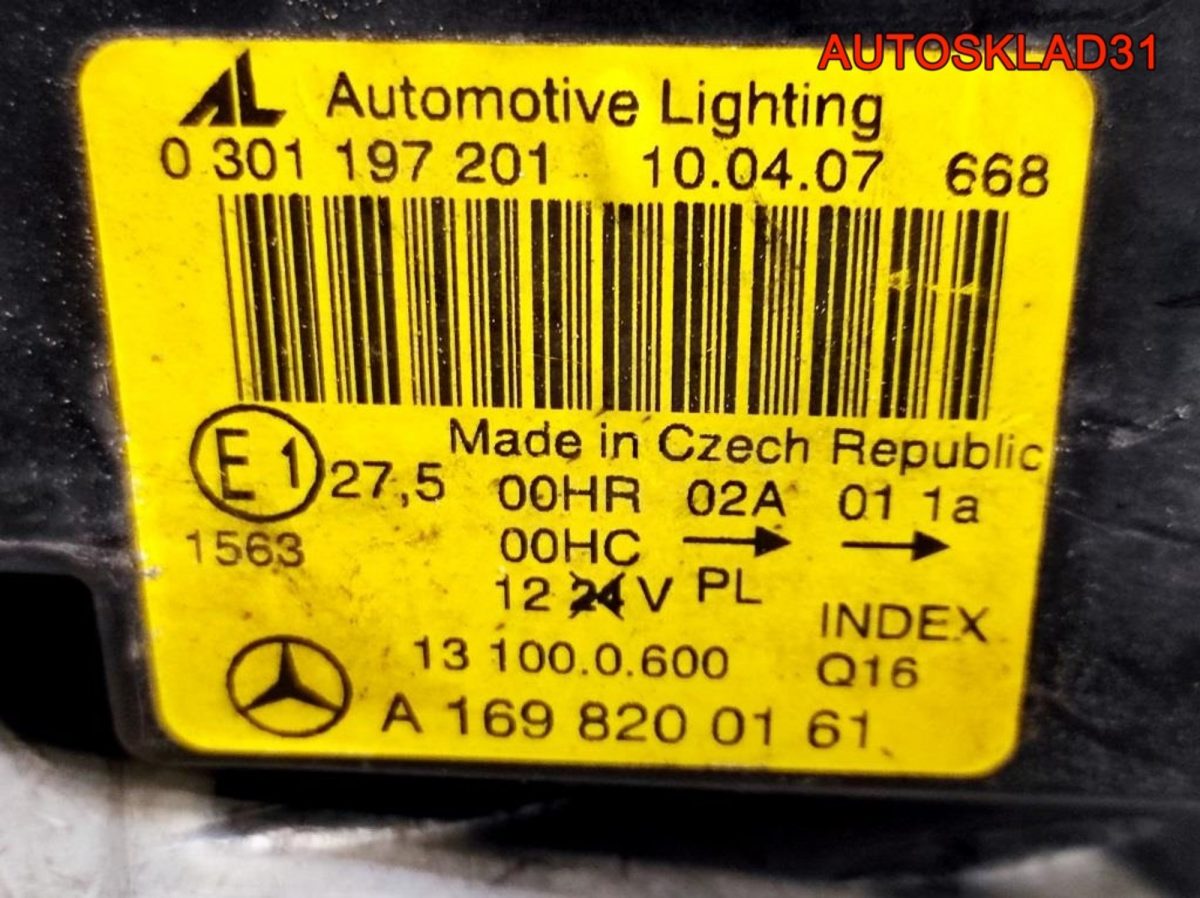 AUTOSKLAD31
AL Automotive Lighting
0 301 197 201 10.04.07 668
Made in Czech Republic
E1 27,5 00HR 02A 01 1a
1563 00HC → →
12 24 V PL
INDEX
13 100.0.600 Q16
A 169 820 01 61